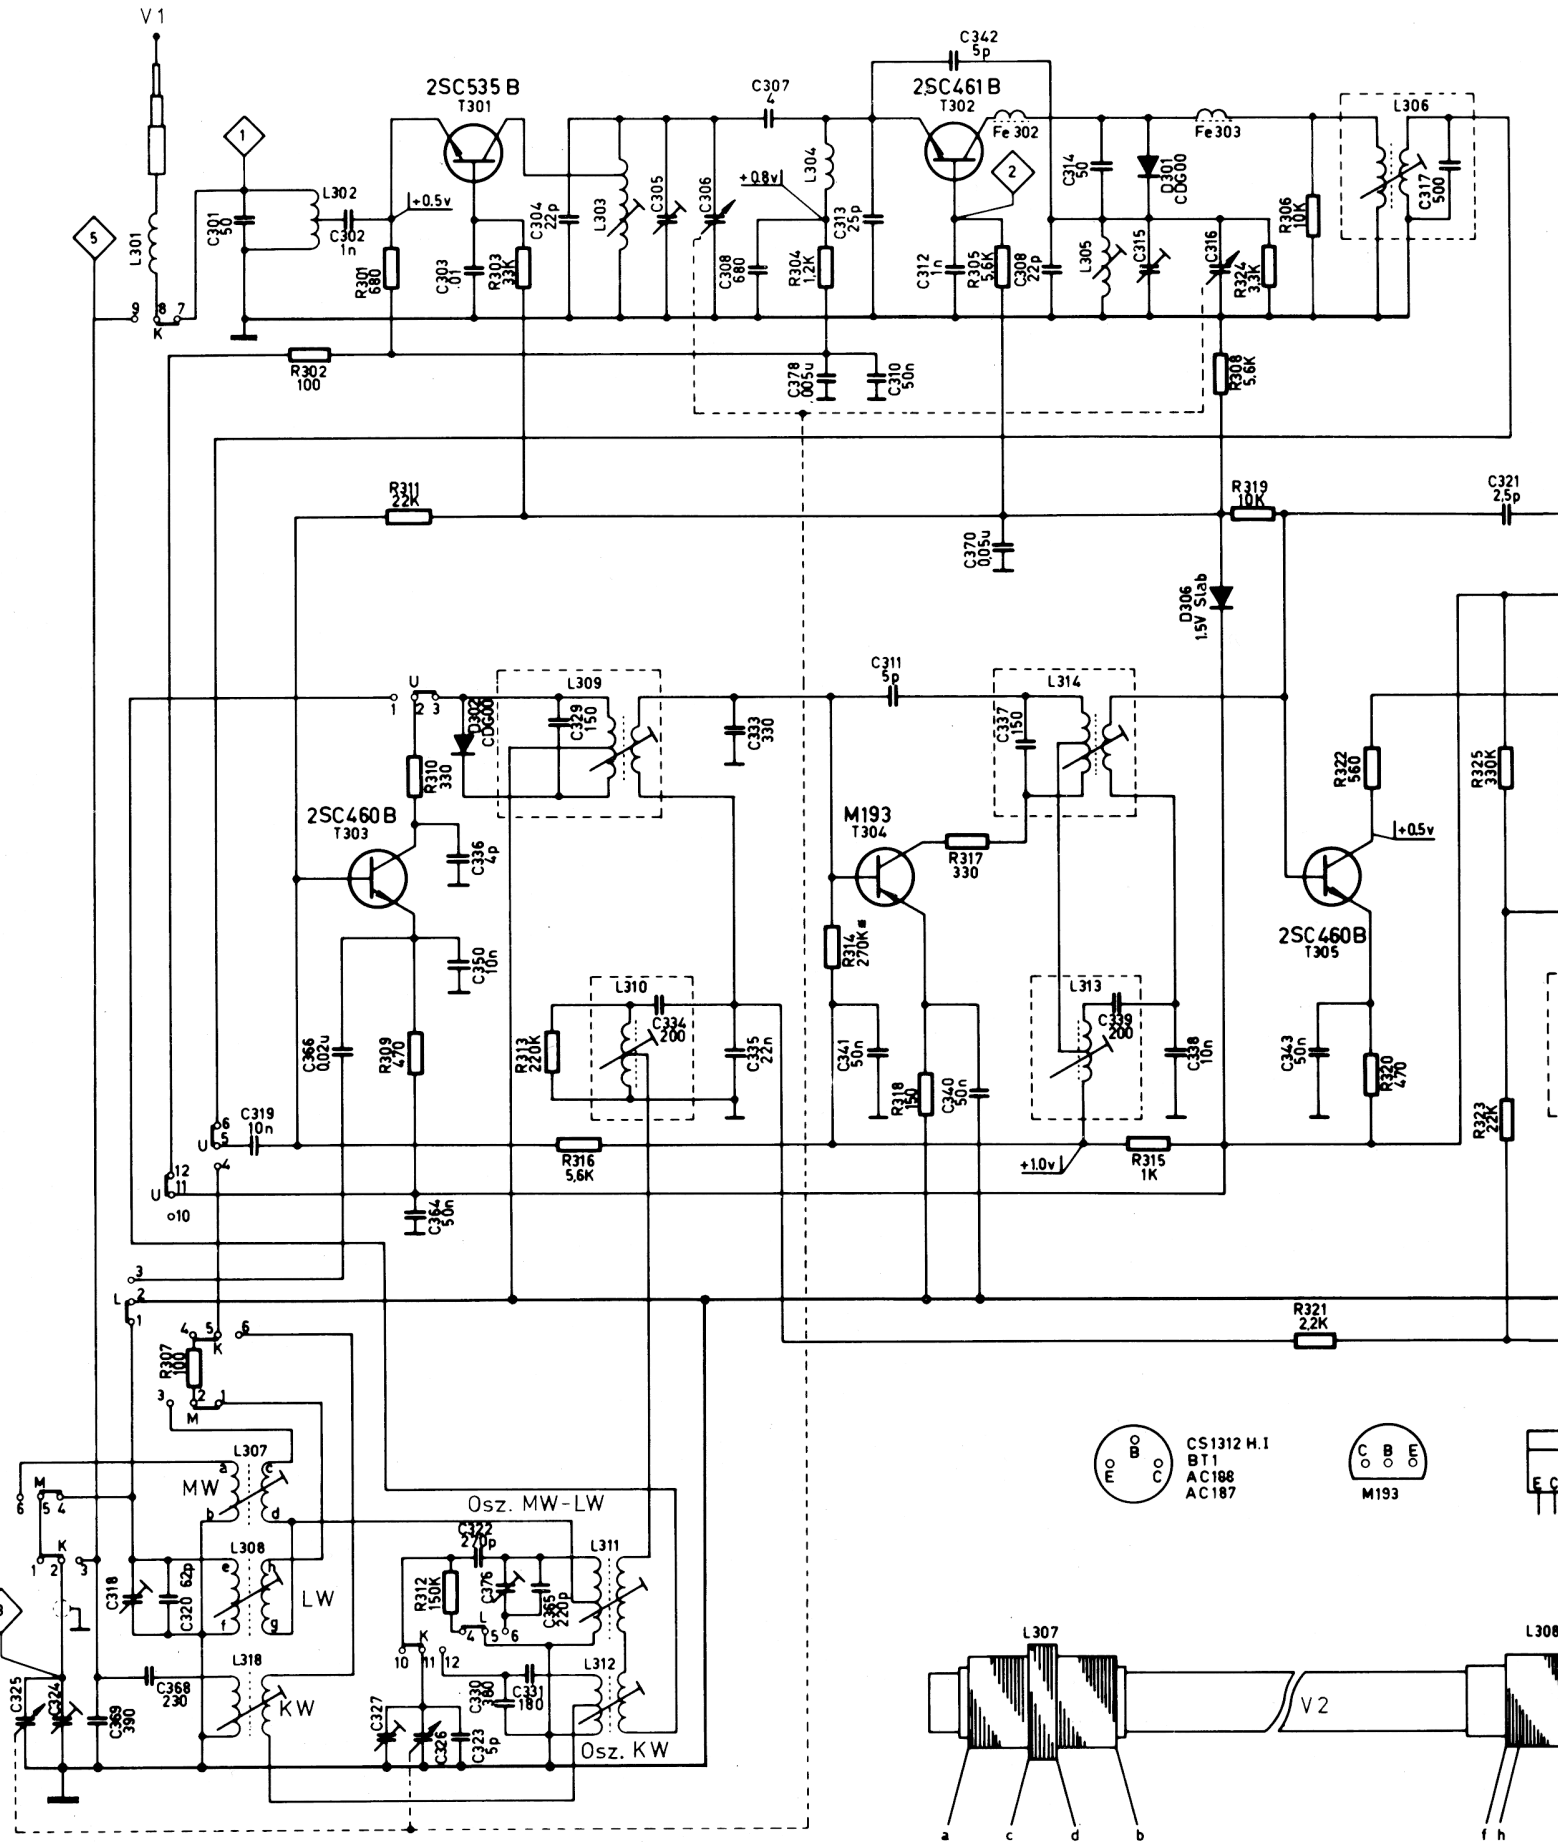 V1
C342
5p
2SC535 B
T301
C307
4
2SC461 B
T302
Fe302
Fe303
L306
1
L302
+0.5v
C301
50
C302
1n
L301
5
R301
680
C303
.01
R303
33K
C304
22p
L303
C305
C306
+0.8v
L304
C308
680
R304
1,2K
C313
25p
2
C312
1n
R305
5,6K
C308
22p
C314
50
D301
CDG00
L305
C315
C316
R324
3,3K
R306
10K
C317
500
9
8
7
K
R302
100
C378
.005u
C310
50n
R308
5,6K
R311
22K
R319
10K
C321
2,5p
C370
0,05u
D306
1.5V Stab
U
1
2
3
D302
CDG00
L309
C329
150
C333
330
C311
5p
L314
C337
150
R310
330
2SC460B
T303
C336
4p
M193
T304
R317
330
R322
560
R325
330K
+0.5v
2SC460B
T305
R314
270K*
C350
10n
C366
0,02u
R309
470
R313
220K
L310
C334
200
C335
22n
C341
50n
R318
150
C340
50n
L313
C339
200
C338
10n
C343
50n
R320
470
R323
22K
C319
10n
U
6
5
4
R316
5,6K
+1.0v
R315
1K
U
12
11
10
C364
50n
L
3
2
1
R321
2,2K
4
5
6
K
R307
100
3
2
1
M
L307
a
c
MW
b
d
M
6
5
4
Osz. MW-LW
K
1
2
3
L308
e
h
LW
f
g
C318
C320
62p
C322
270p
R312
150K
C376
C365
220p
L311
L
4
5
6
K
10
11
12
L318
KW
C368
230
C325
C324
C369
390
C327
C326
C323
5p
C330
380
C331
180
L312
Osz. KW
B
E
C
CS1312 H.I
BT1
AC188
AC187
C
B
E
M193
E
C
L307
L308
V2
a
c
d
b
f
h